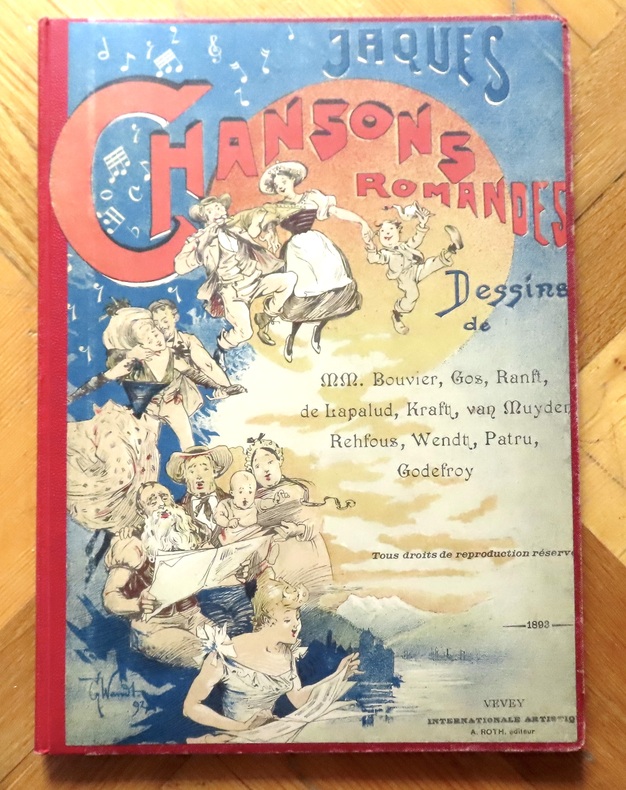 JAQUES
CHANSONS
ROMANDES
Dessins
de
MM. Bouvier, Gos, Ranft,
de Lapalud, Kraft, van Muyden
Rehfous, Wendt, Patru,
Godefroy
Tous droits de reproduction réservé
1893
VEVEY
INTERNATIONALE ARTISTIQ
A. ROTH, éditeur
92